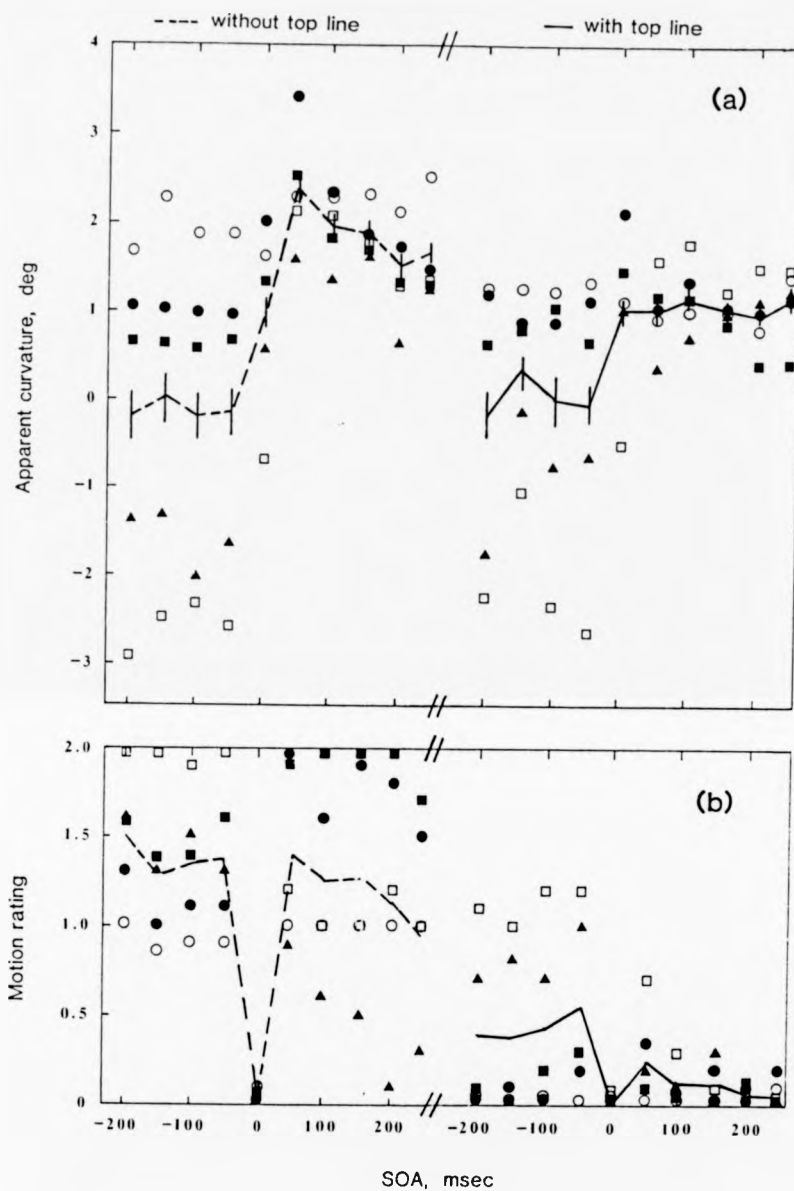 without top line
with top line
(a)
4
3
2
1
0
−1
−2
−3
Apparent curvature, deg
(b)
2.0
1.5
1.0
0.5
0
Motion rating
−200 −100 0 100 200 −200 −100 0 100 200
SOA, msec